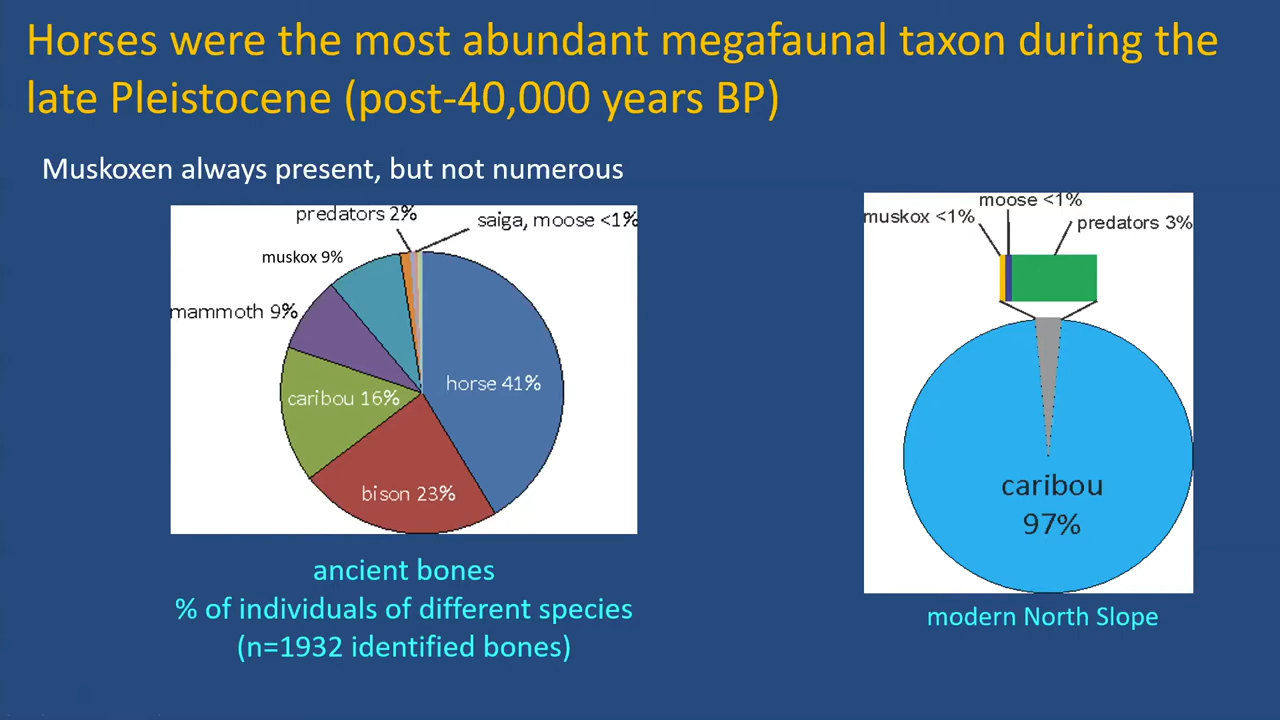 Horses were the most abundant megafaunal taxon during the
late Pleistocene (post-40,000 years BP)
Muskoxen always present, but not numerous
predators 2%
saiga, moose <1%
muskox 9%
mammoth 9%
horse 41%
caribou 16%
bison 23%
ancient bones
% of individuals of different species
(n=1932 identified bones)
moose <1%
muskox <1%
predators 3%
caribou
97%
modern North Slope